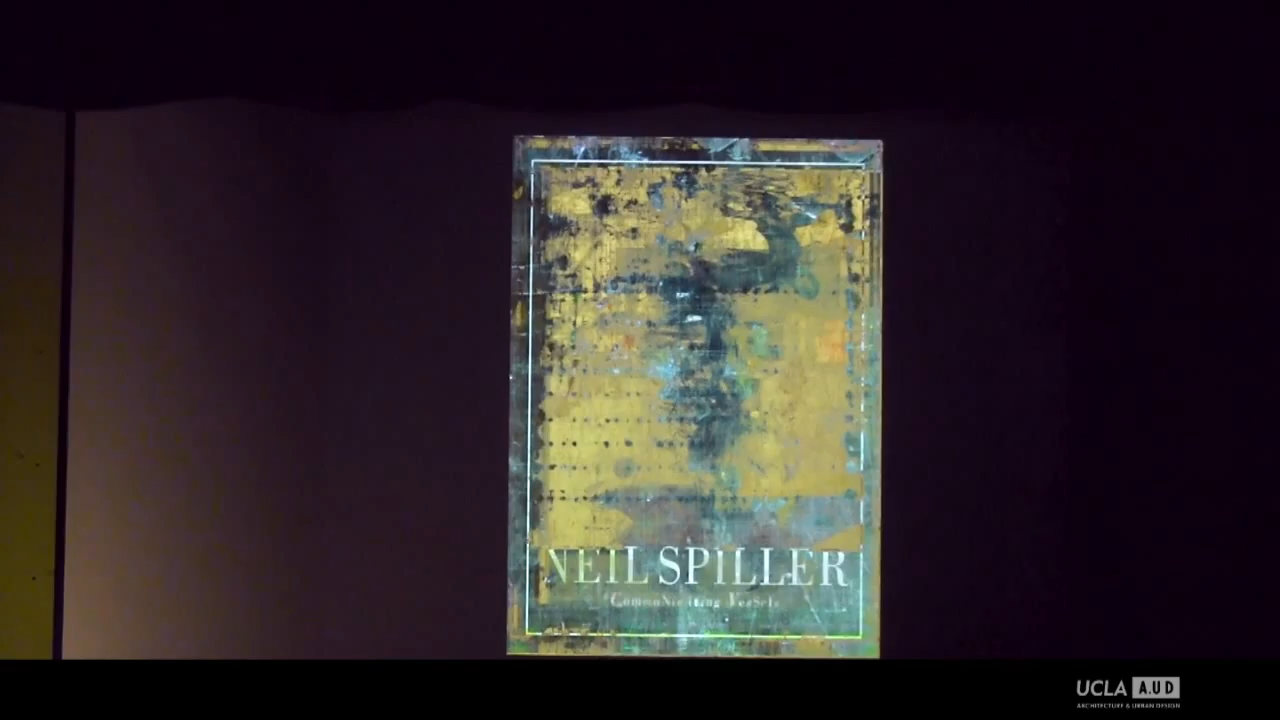 NEIL SPILLER
CommuNicating VesSels
UCLA A.UD
ARCHITECTURE & URBAN DESIGN